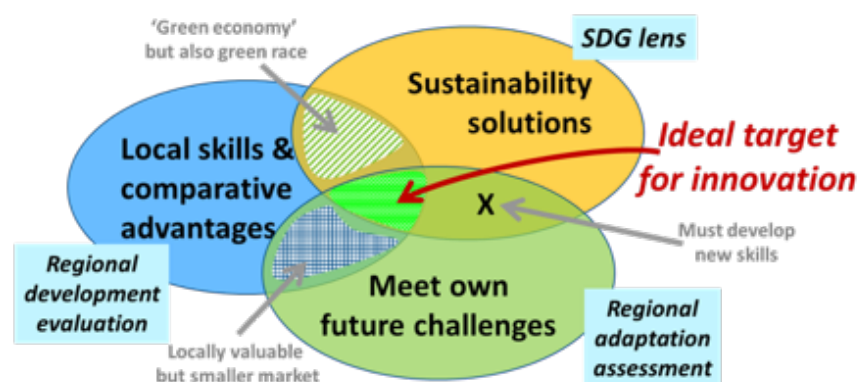 ‘Green economy’
but also green race
SDG lens
Sustainability
solutions
Local skills &
comparative
advantages
Ideal target
for innovation
X
Must develop
new skills
Regional
development
evaluation
Meet own
future challenges
Regional
adaptation
assessment
Locally valuable
but smaller market